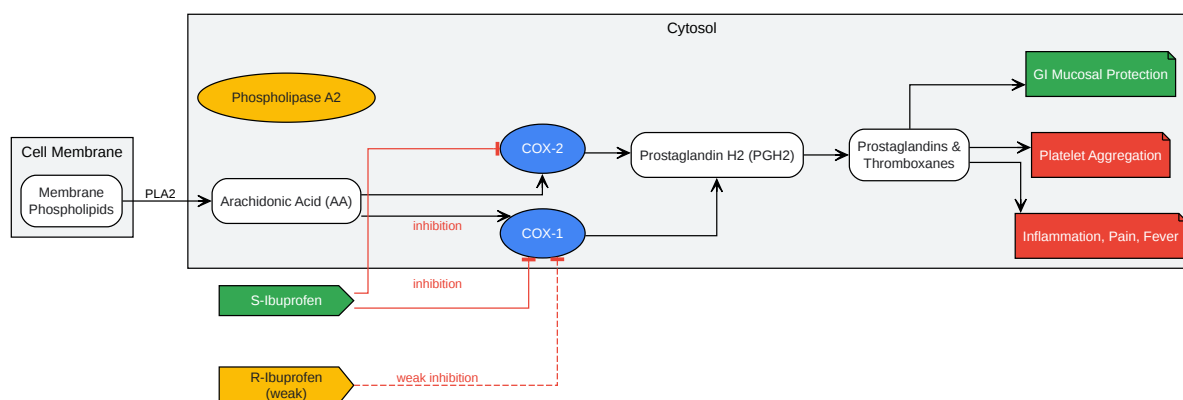 Cytosol
GI Mucosal Protection
Phospholipase A2
Cell Membrane
COX-2
Prostaglandin H2 (PGH2)
Prostaglandins &
Thromboxanes
Platelet Aggregation
Membrane
Phospholipids
PLA2
Arachidonic Acid (AA)
inhibition
COX-1
Inflammation, Pain, Fever
inhibition
S-Ibuprofen
R-Ibuprofen
(weak)
weak inhibition